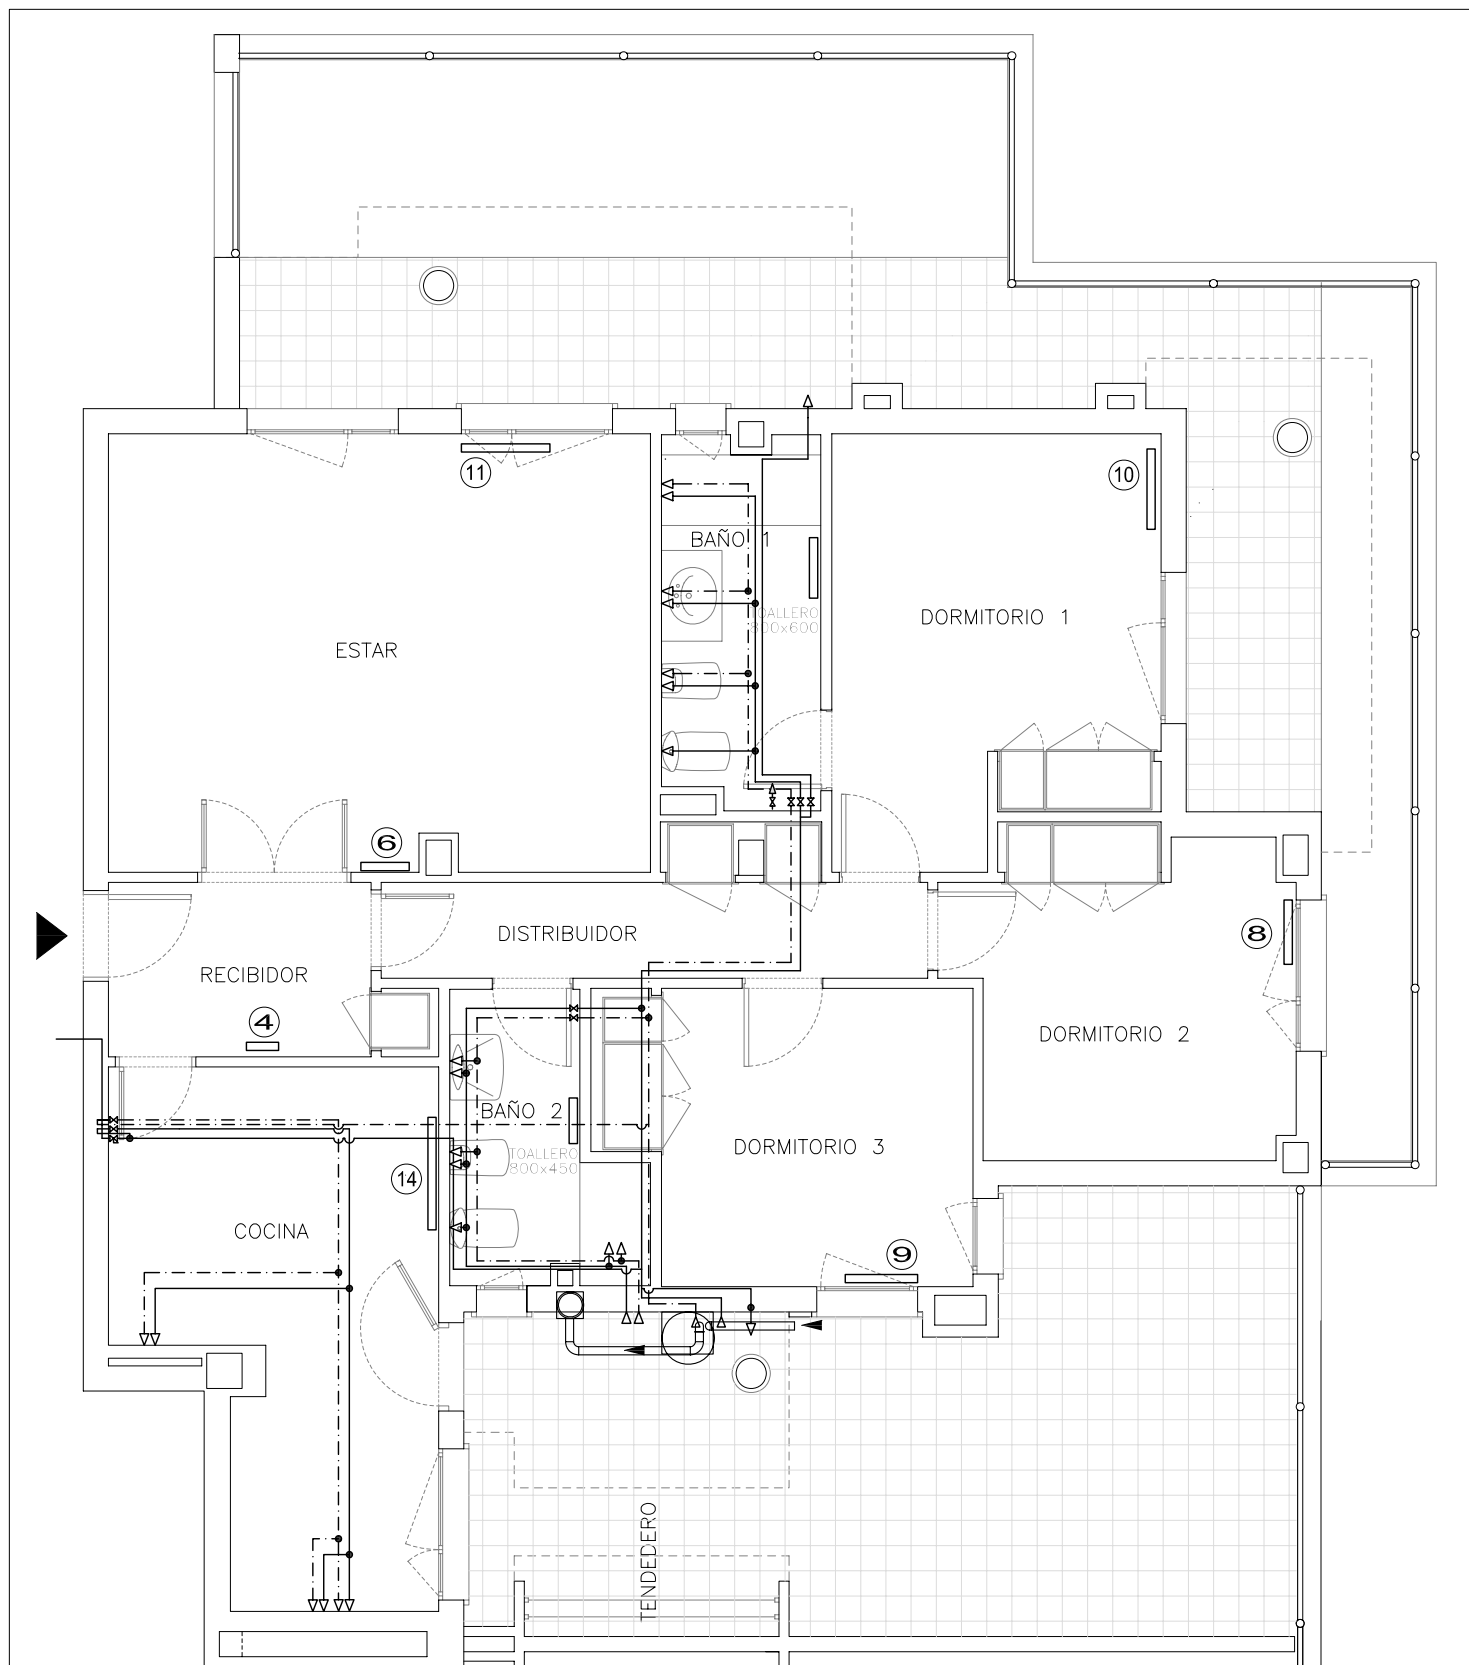 11
10
BAÑO 1
TOALLERO
800x600
DORMITORIO 1
ESTAR
6
DISTRIBUIDOR
8
RECIBIDOR
4
DORMITORIO 2
BAÑO 2
DORMITORIO 3
TOALLERO
800x450
14
COCINA
9
TENDEDERO